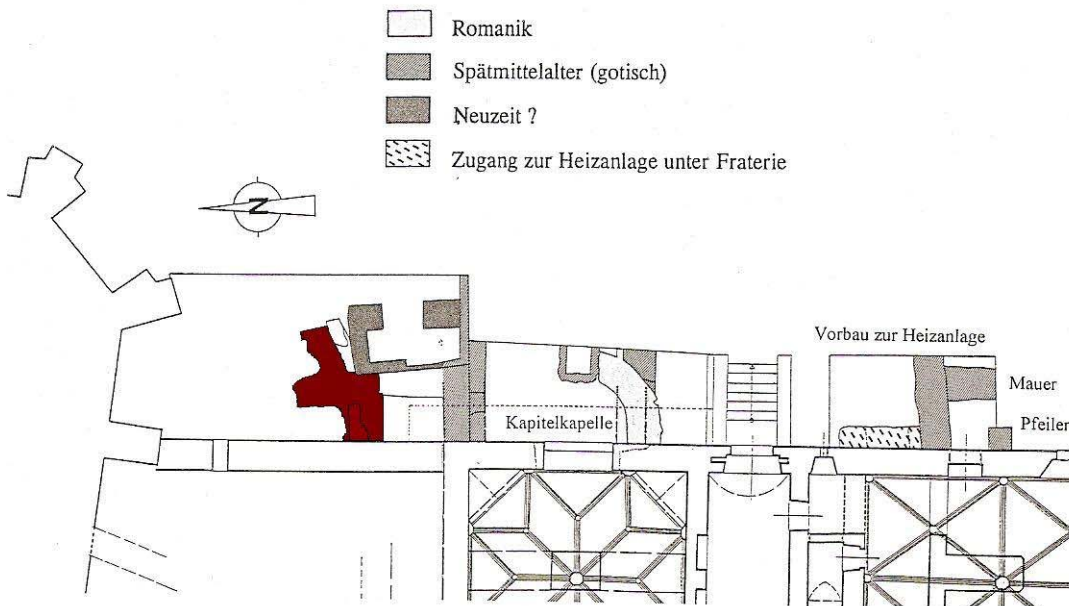 Romanik
Spätmittelalter (gotisch)
Neuzeit ?
Zugang zur Heizanlage unter Fraterie
N
Vorbau zur Heizanlage
Mauer
Kapitelkapelle
Pfeiler